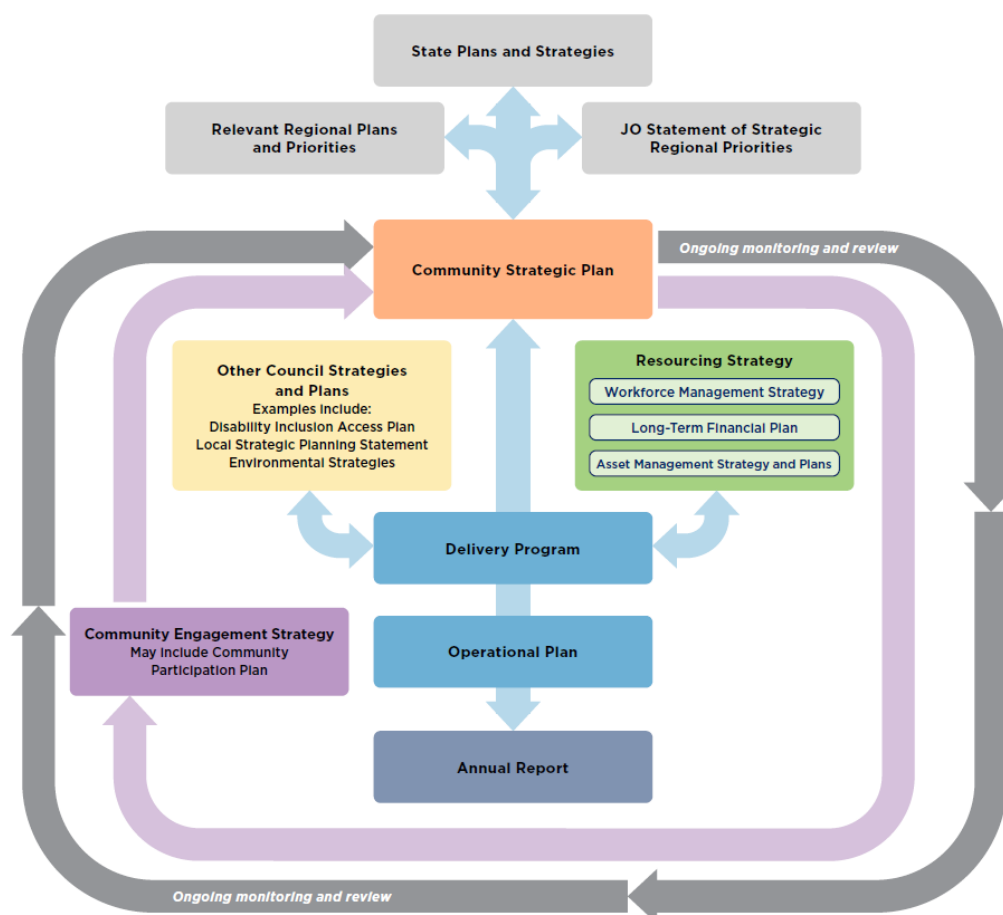 State Plans and Strategies
Relevant Regional Plans
and Priorities
JO Statement of Strategic
Regional Priorities
Community Strategic Plan
Ongoing monitoring and review
Other Council Strategies
and Plans
Examples include:
Disability Inclusion Access Plan
Local Strategic Planning Statement
Environmental Strategies
Resourcing Strategy
Workforce Management Strategy
Long-Term Financial Plan
Asset Management Strategy and Plans
Delivery Program
Community Engagement Strategy
May include Community
Participation Plan
Operational Plan
Annual Report
Ongoing monitoring and review